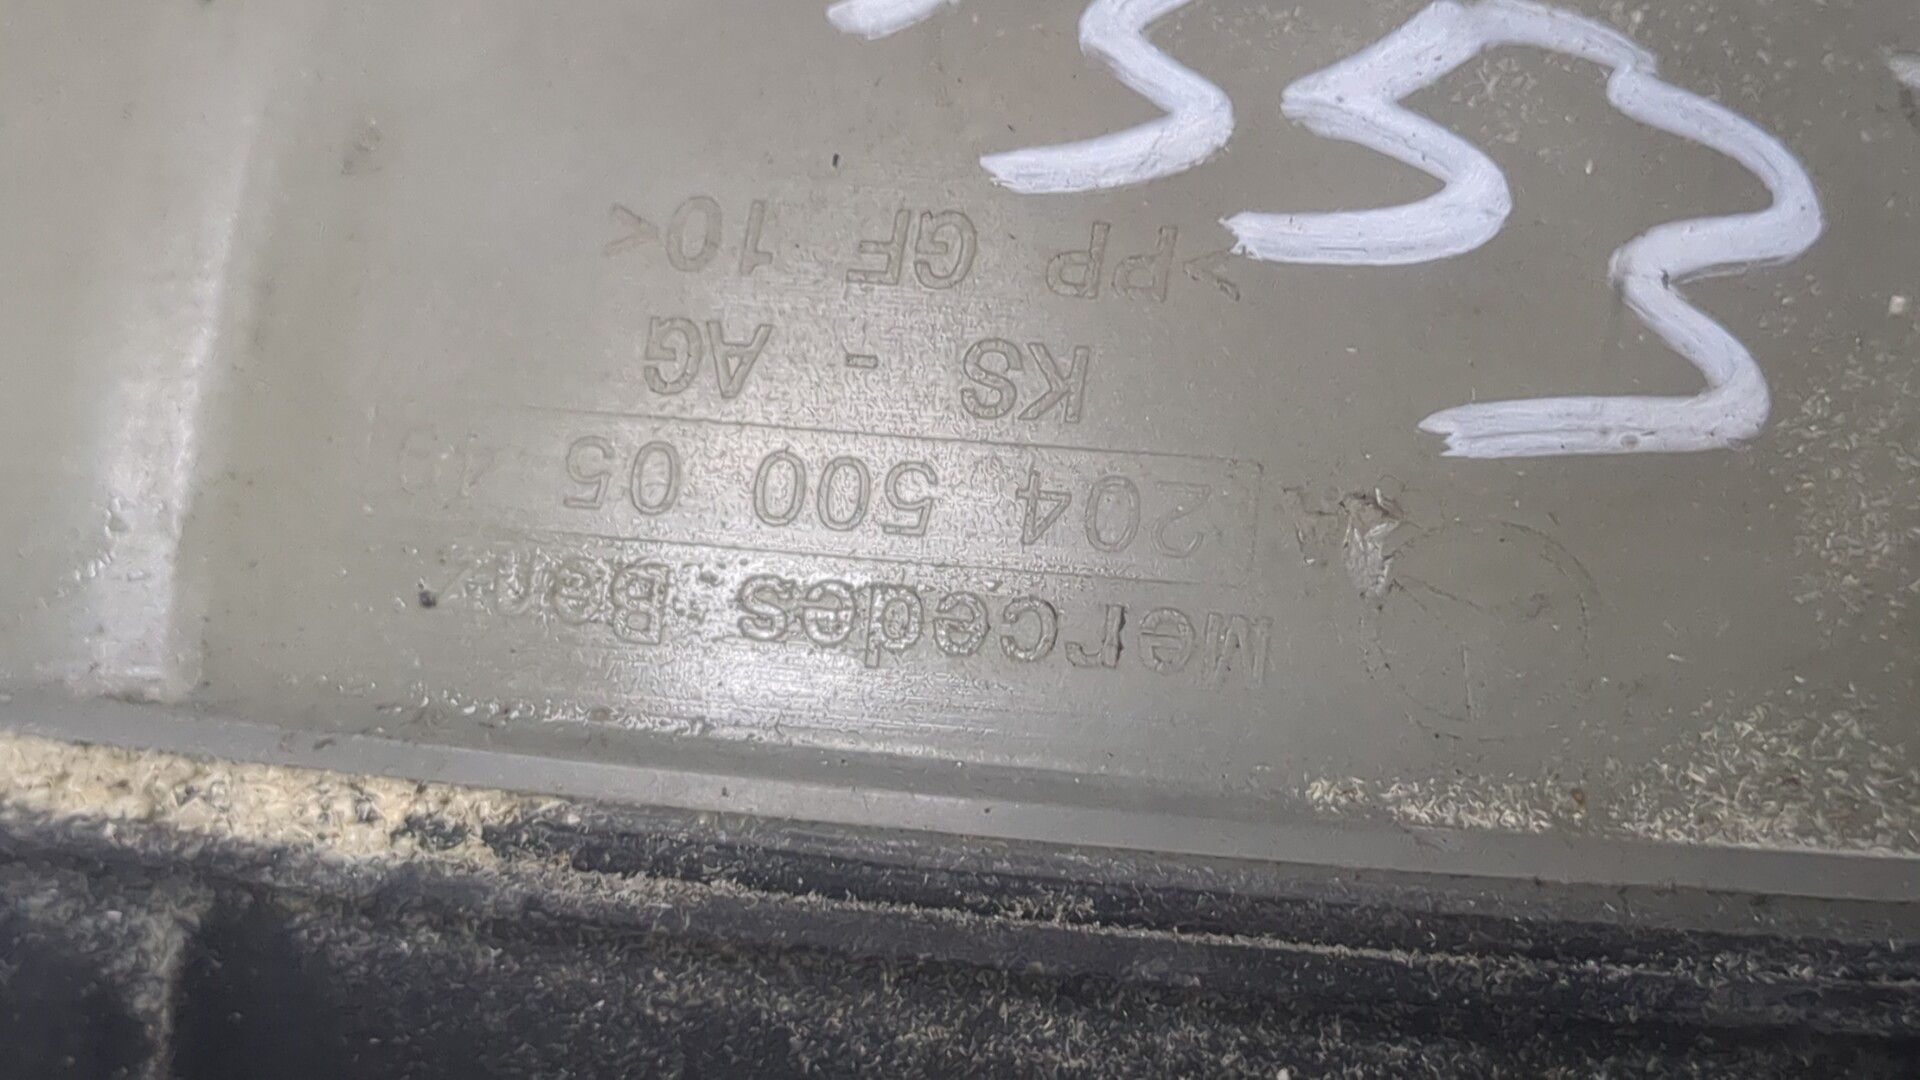 Mercedes Benz
204 500 05
KS - AG
>PP GF 10<